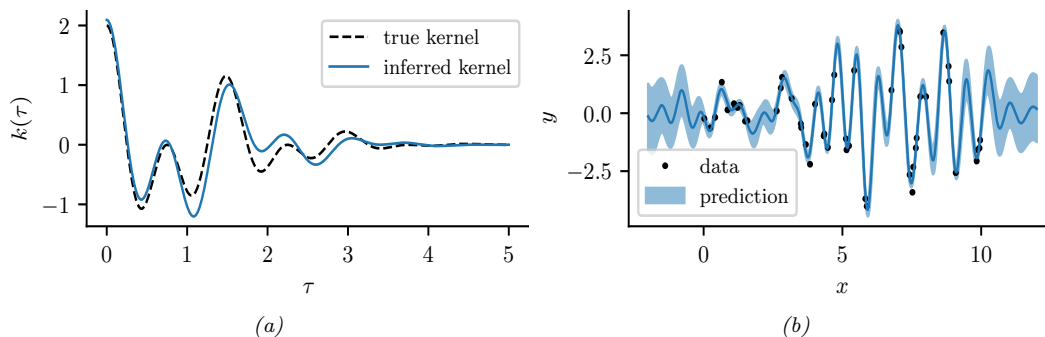 2
1
0
−1
k(τ)
true kernel
inferred kernel
0 1 2 3 4 5
τ
(a)
2.5
0.0
−2.5
y
data
prediction
0 5 10
x
(b)